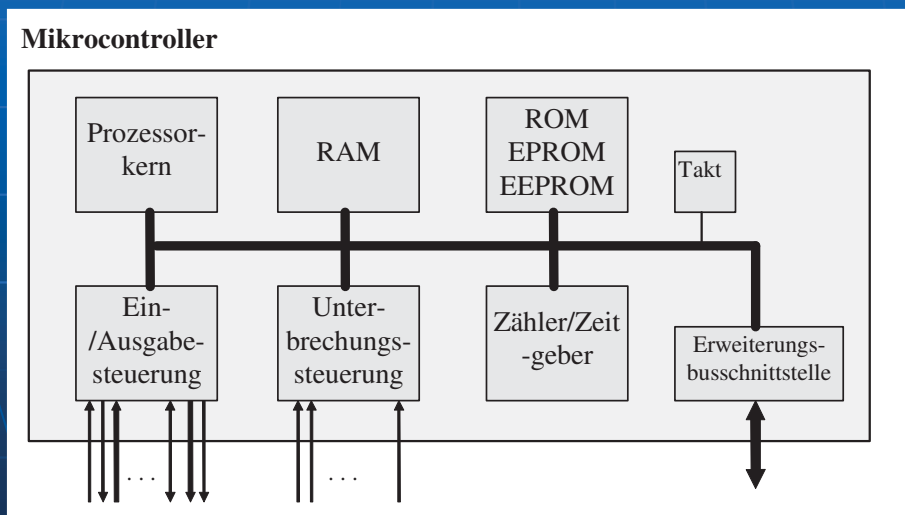 Mikrocontroller
Prozessor-
kern
RAM
ROM
EPROM
EEPROM
Takt
Ein-
/Ausgabe-
steuerung
Unter-
brechungs-
steuerung
Zähler/Zeit
-geber
Erweiterungs-
busschnittstelle
. . .
. . .